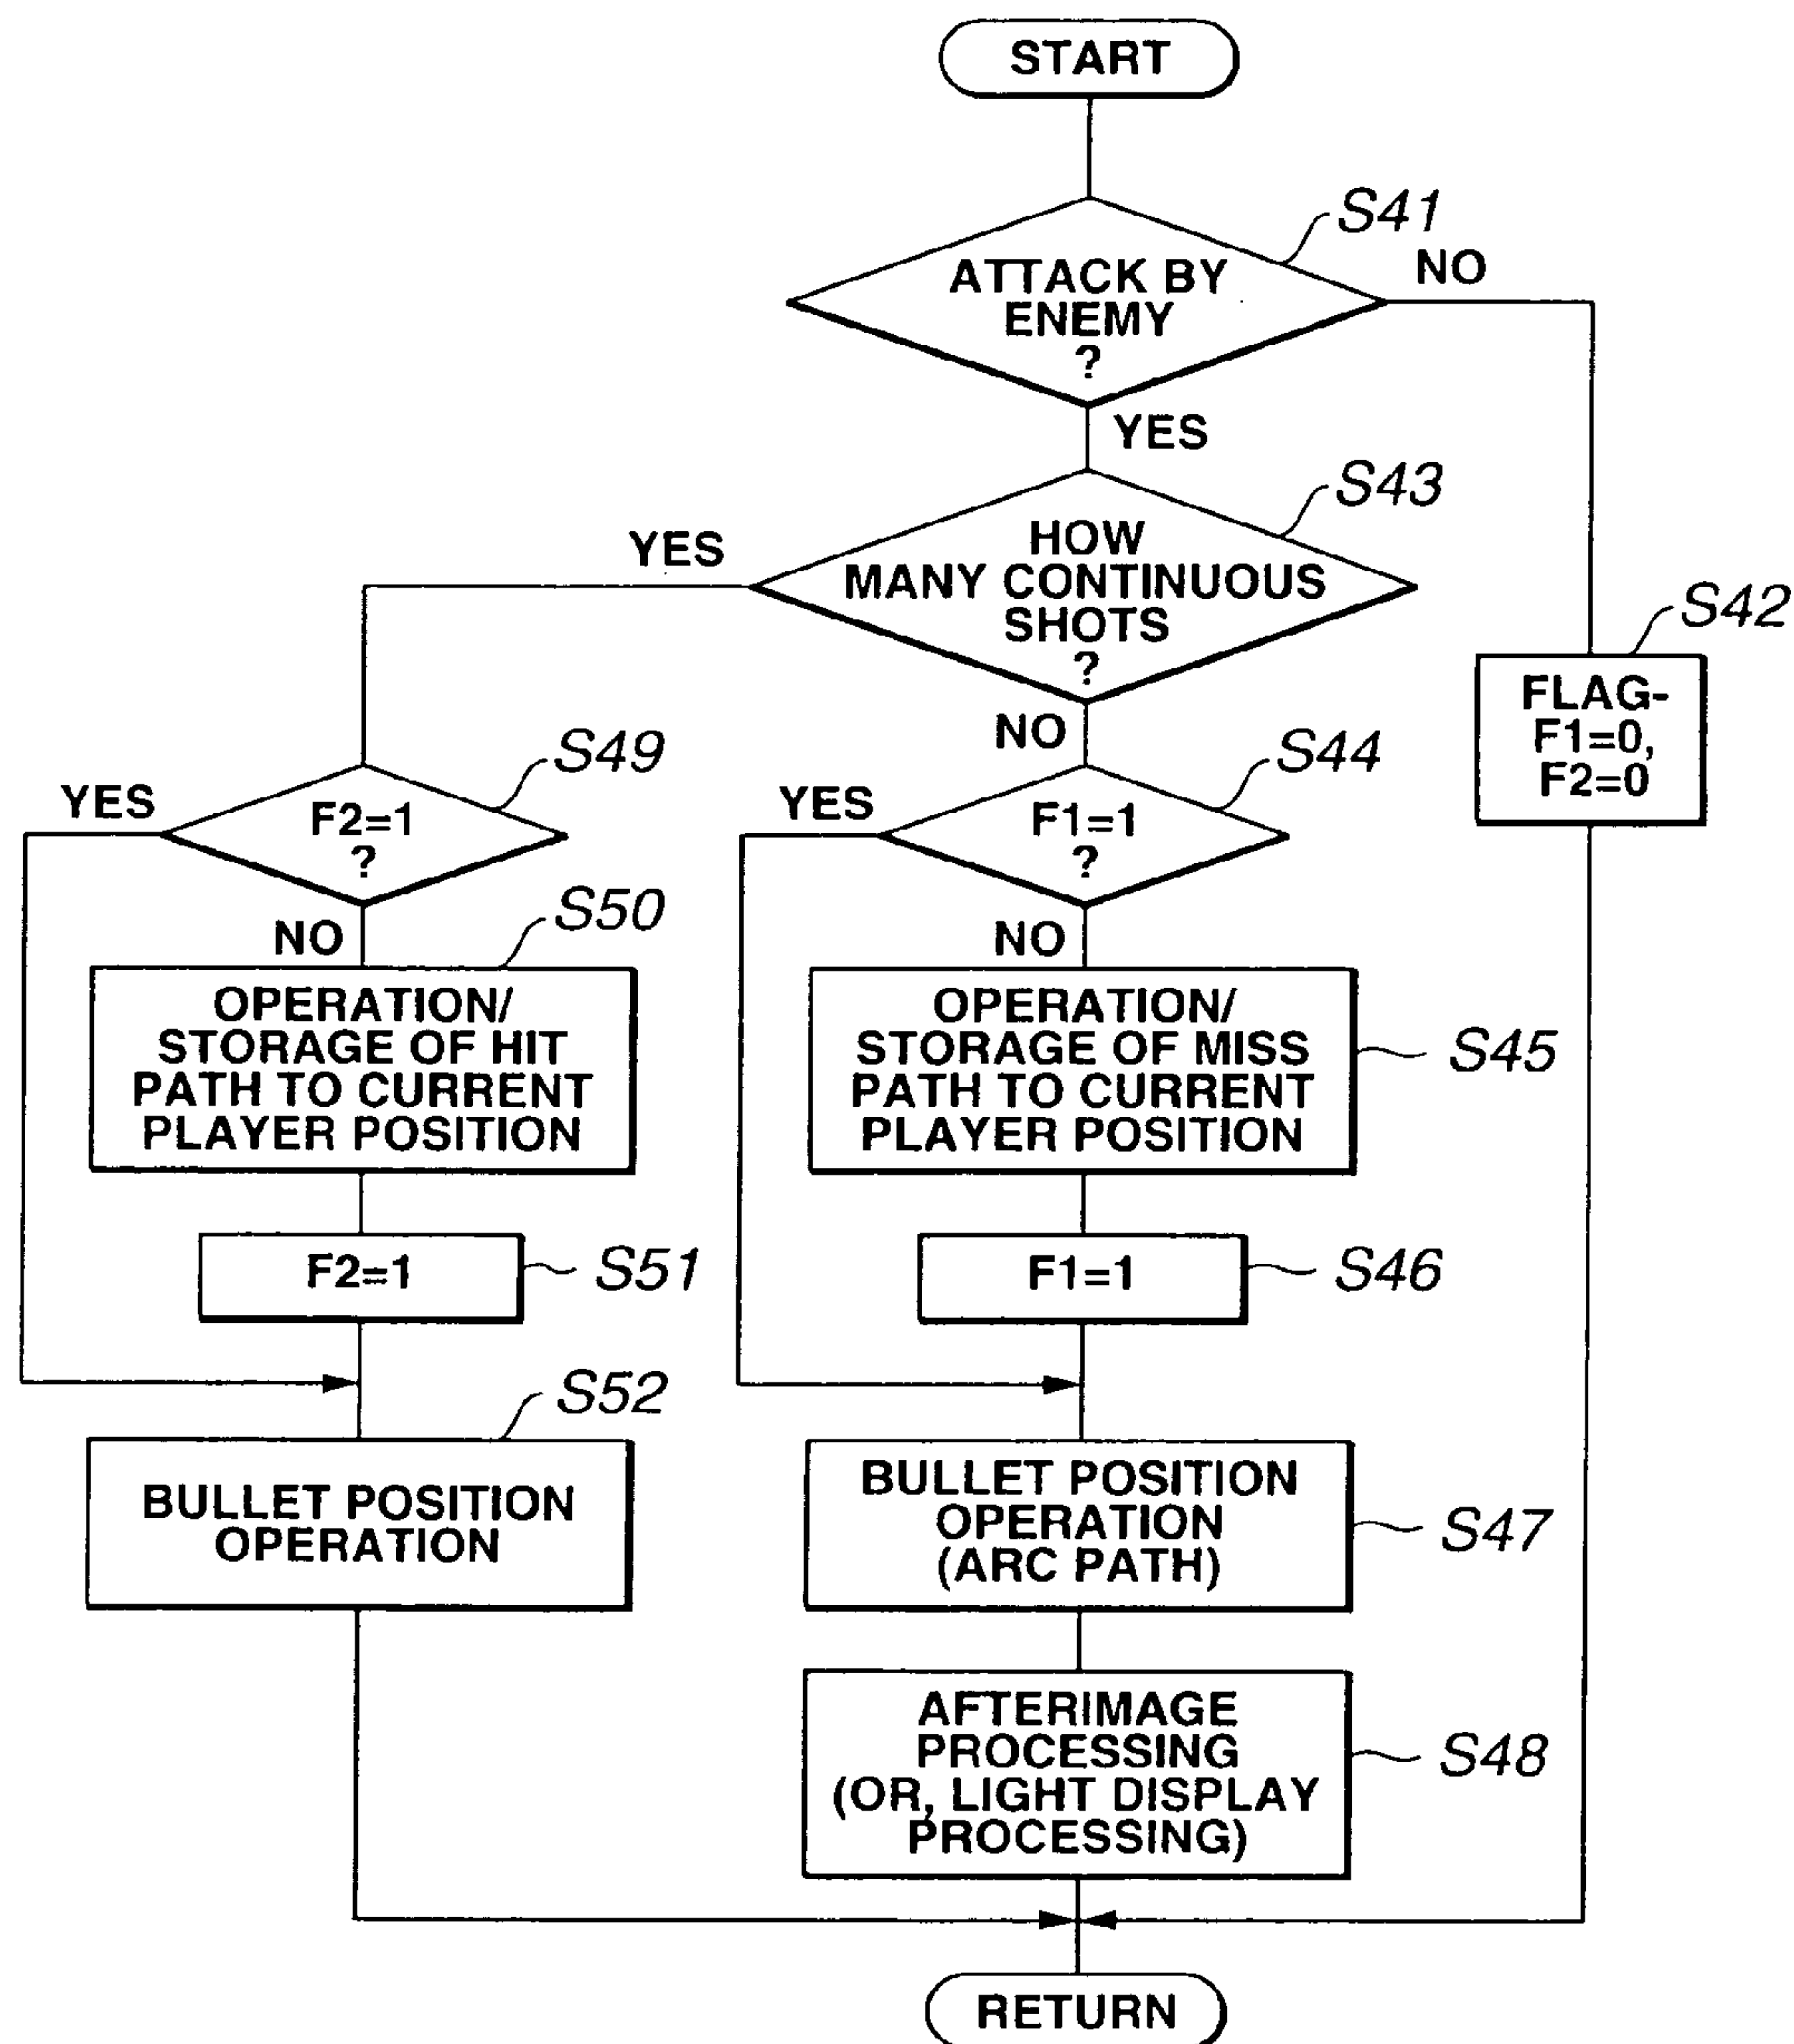 START
S41
ATTACK BY
ENEMY
?
NO
YES
S43
HOW
MANY CONTINUOUS
SHOTS
?
YES
NO
S42
FLAG-
F1=0,
F2=0
S49
F2=1
?
YES
NO
S44
F1=1
?
YES
NO
S50
OPERATION/
STORAGE OF HIT
PATH TO CURRENT
PLAYER POSITION
OPERATION/
STORAGE OF MISS
PATH TO CURRENT
PLAYER POSITION
S45
F2=1
S51
F1=1
S46
S52
BULLET POSITION
OPERATION
BULLET POSITION
OPERATION
(ARC PATH)
S47
AFTERIMAGE
PROCESSING
(OR, LIGHT DISPLAY
PROCESSING)
S48
RETURN